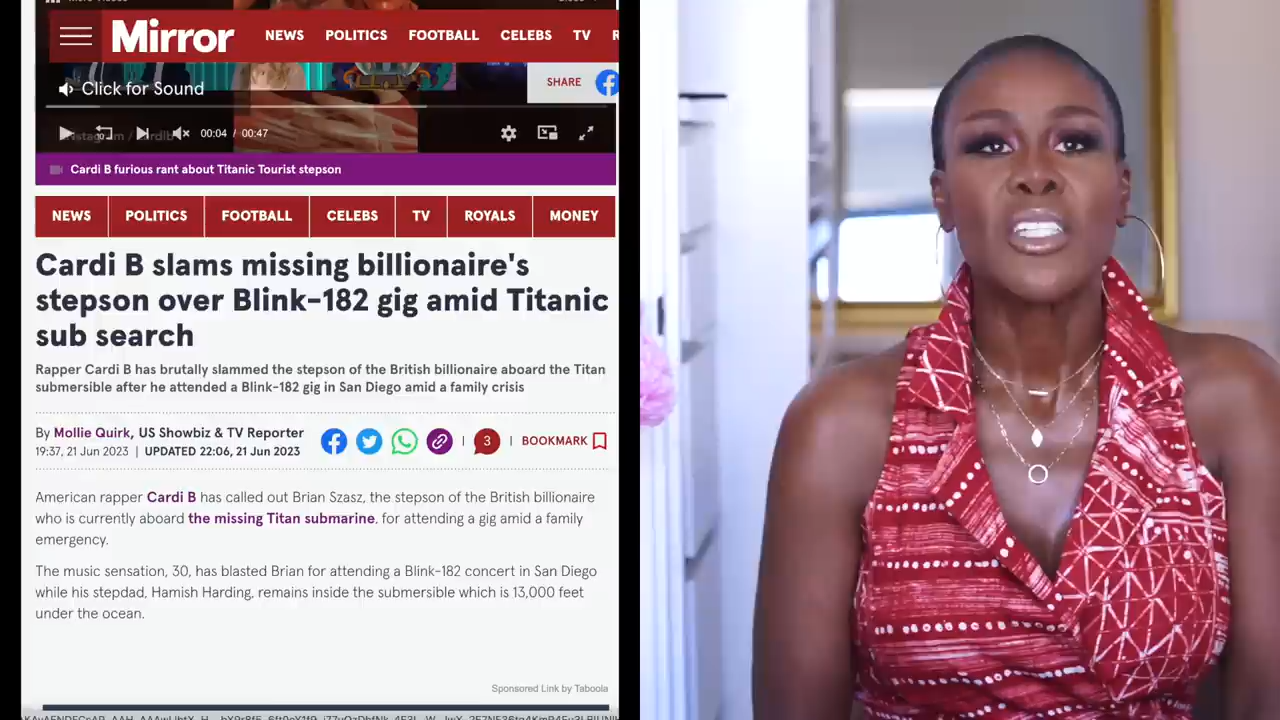 Mirror NEWS POLITICS FOOTBALL CELEBS TV
SHARE
Click for Sound
00:04 / 00:47
Cardi B furious rant about Titanic Tourist stepson
NEWS POLITICS FOOTBALL CELEBS TV ROYALS MONEY
Cardi B slams missing billionaire's
stepson over Blink-182 gig amid Titanic
sub search
Rapper Cardi B has brutally slammed the stepson of the British billionaire aboard the Titan
submersible after he attended a Blink-182 gig in San Diego amid a family crisis
By Mollie Quirk, US Showbiz & TV Reporter
19:37, 21 Jun 2023 | UPDATED 22:06, 21 Jun 2023
3 | BOOKMARK
American rapper Cardi B has called out Brian Szasz, the stepson of the British billionaire
who is currently aboard the missing Titan submarine, for attending a gig amid a family
emergency.
The music sensation, 30, has blasted Brian for attending a Blink-182 concert in San Diego
while his stepdad, Hamish Harding, remains inside the submersible which is 13,000 feet
under the ocean.
Sponsored Link by Taboola